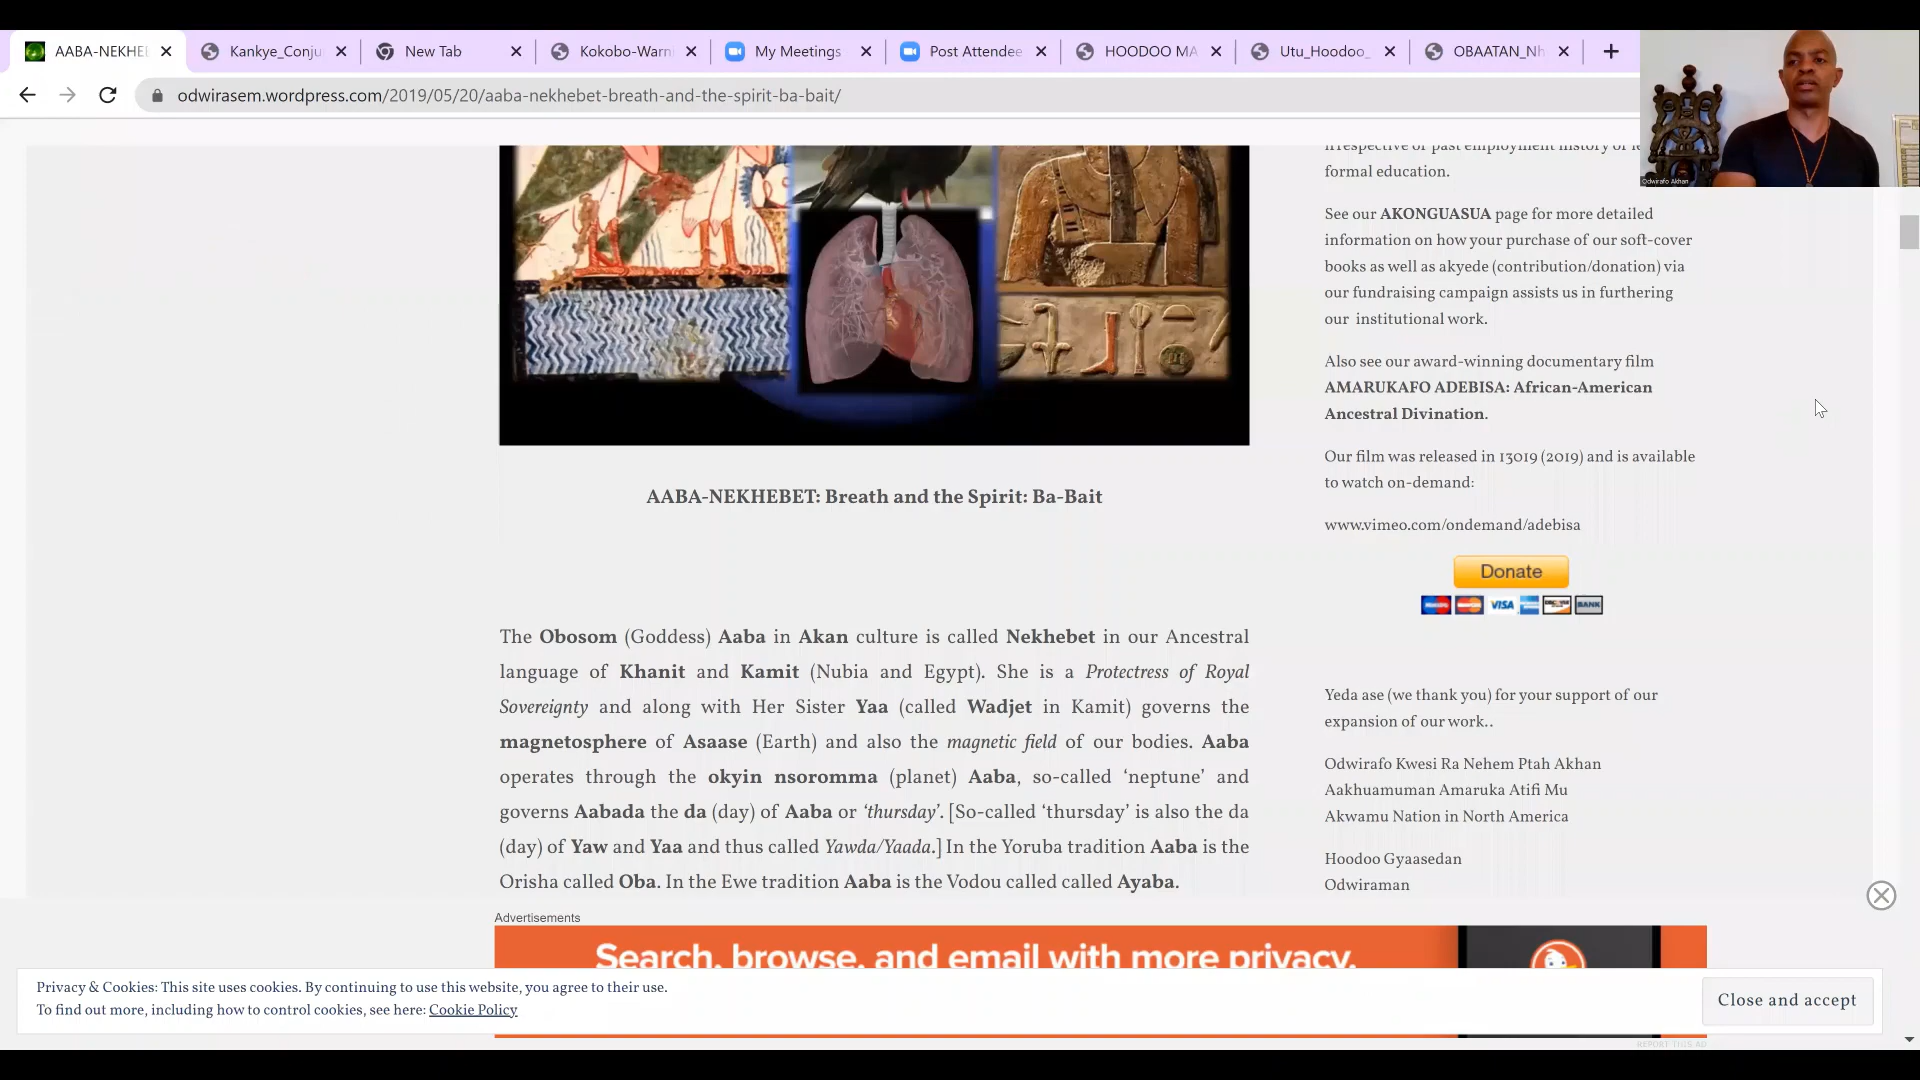 AABA-NEKHE
Kankye_Conju
New Tab
Kokobo-Warni
My Meetings
Post Attendee
HOODOO MA
Utu_Hoodoo_
OBAATAN_Nh
odwirasem.wordpress.com/2019/05/20/aaba-nekhebet-breath-and-the-spirit-ba-bait/
Odwirafo Akhan
AABA-NEKHEBET: Breath and the Spirit: Ba-Bait
The Obosom (Goddess) Aaba in Akan culture is called Nekhebet in our Ancestral
language of Khanit and Kamit (Nubia and Egypt). She is a Protectress of Royal
Sovereignty and along with Her Sister Yaa (called Wadjet in Kamit) governs the
magnetosphere of Asaase (Earth) and also the magnetic field of our bodies. Aaba
operates through the okyin nsoromma (planet) Aaba, so-called ‘neptune’ and
governs Aabada the da (day) of Aaba or ‘thursday’. [So-called ‘thursday’ is also the da
(day) of Yaw and Yaa and thus called Yawda/Yaada.] In the Yoruba tradition Aaba is the
Orisha called Oba. In the Ewe tradition Aaba is the Vodou called called Ayaba.
irrespective of past employment history or
formal education.
See our AKONGUASUA page for more detailed
information on how your purchase of our soft-cover
books as well as akyede (contribution/donation) via
our fundraising campaign assists us in furthering
our institutional work.
Also see our award-winning documentary film
AMARUKAFO ADEBISA: African-American
Ancestral Divination.
Our film was released in 13019 (2019) and is available
to watch on-demand:
www.vimeo.com/ondemand/adebisa
Donate
VISA
BANK
Yeda ase (we thank you) for your support of our
expansion of our work..
Odwirafo Kwesi Ra Nehem Ptah Akhan
Aakhuamuman Amaruka Atifi Mu
Akwamu Nation in North America
Hoodoo Gyaasedan
Odwiraman
Advertisements
Search, browse, and email with more privacy.
Privacy & Cookies: This site uses cookies. By continuing to use this website, you agree to their use.
To find out more, including how to control cookies, see here: Cookie Policy
Close and accept
REPORT THIS AD